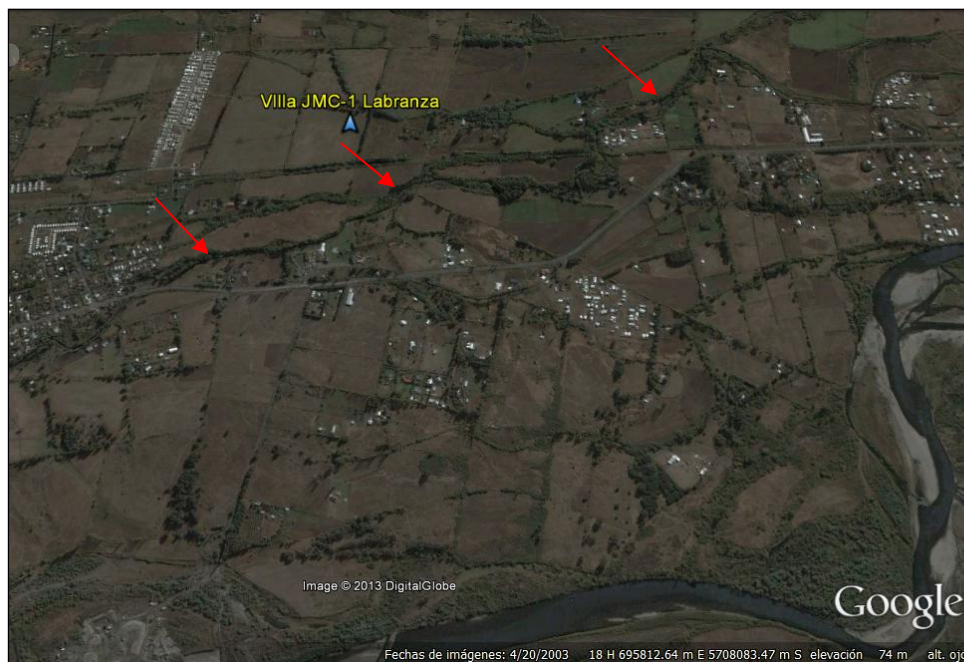 VIlla JMC-1 Labranza
Image © 2013 DigitalGlobe
Google
Fechas de imágenes: 4/20/2003 18 H 695812.64 m E 5708083.47 m S elevación 74 m alt. ojo